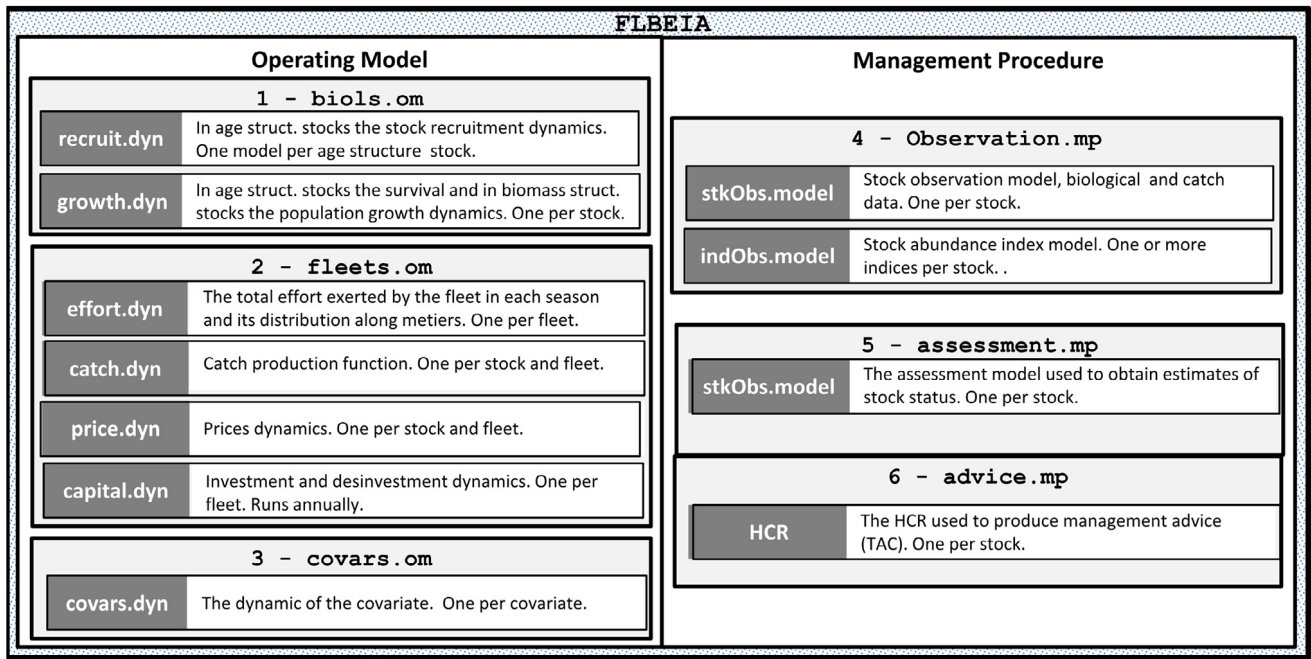 FLBEIA
Operating Model
1 - biols.om
recruit.dyn
In age struct. stocks the stock recruitment dynamics.
One model per age structure stock.
growth.dyn
In age struct. stocks the survival and in biomass struct.
stocks the population growth dynamics. One per stock.
2 - fleets.om
effort.dyn
The total effort exerted by the fleet in each season
and its distribution along metiers. One per fleet.
catch.dyn
Catch production function. One per stock and fleet.
price.dyn
Prices dynamics. One per stock and fleet.
capital.dyn
Investment and desinvestment dynamics. One per
fleet. Runs annually.
3 - covars.om
covars.dyn
The dynamic of the covariate. One per covariate.
Management Procedure
4 - Observation.mp
stkObs.model
Stock observation model, biological and catch
data. One per stock.
indObs.model
Stock abundance index model. One or more
indices per stock. .
5 - assessment.mp
stkObs.model
The assessment model used to obtain estimates of
stock status. One per stock.
6 - advice.mp
HCR
The HCR used to produce management advice
(TAC). One per stock.